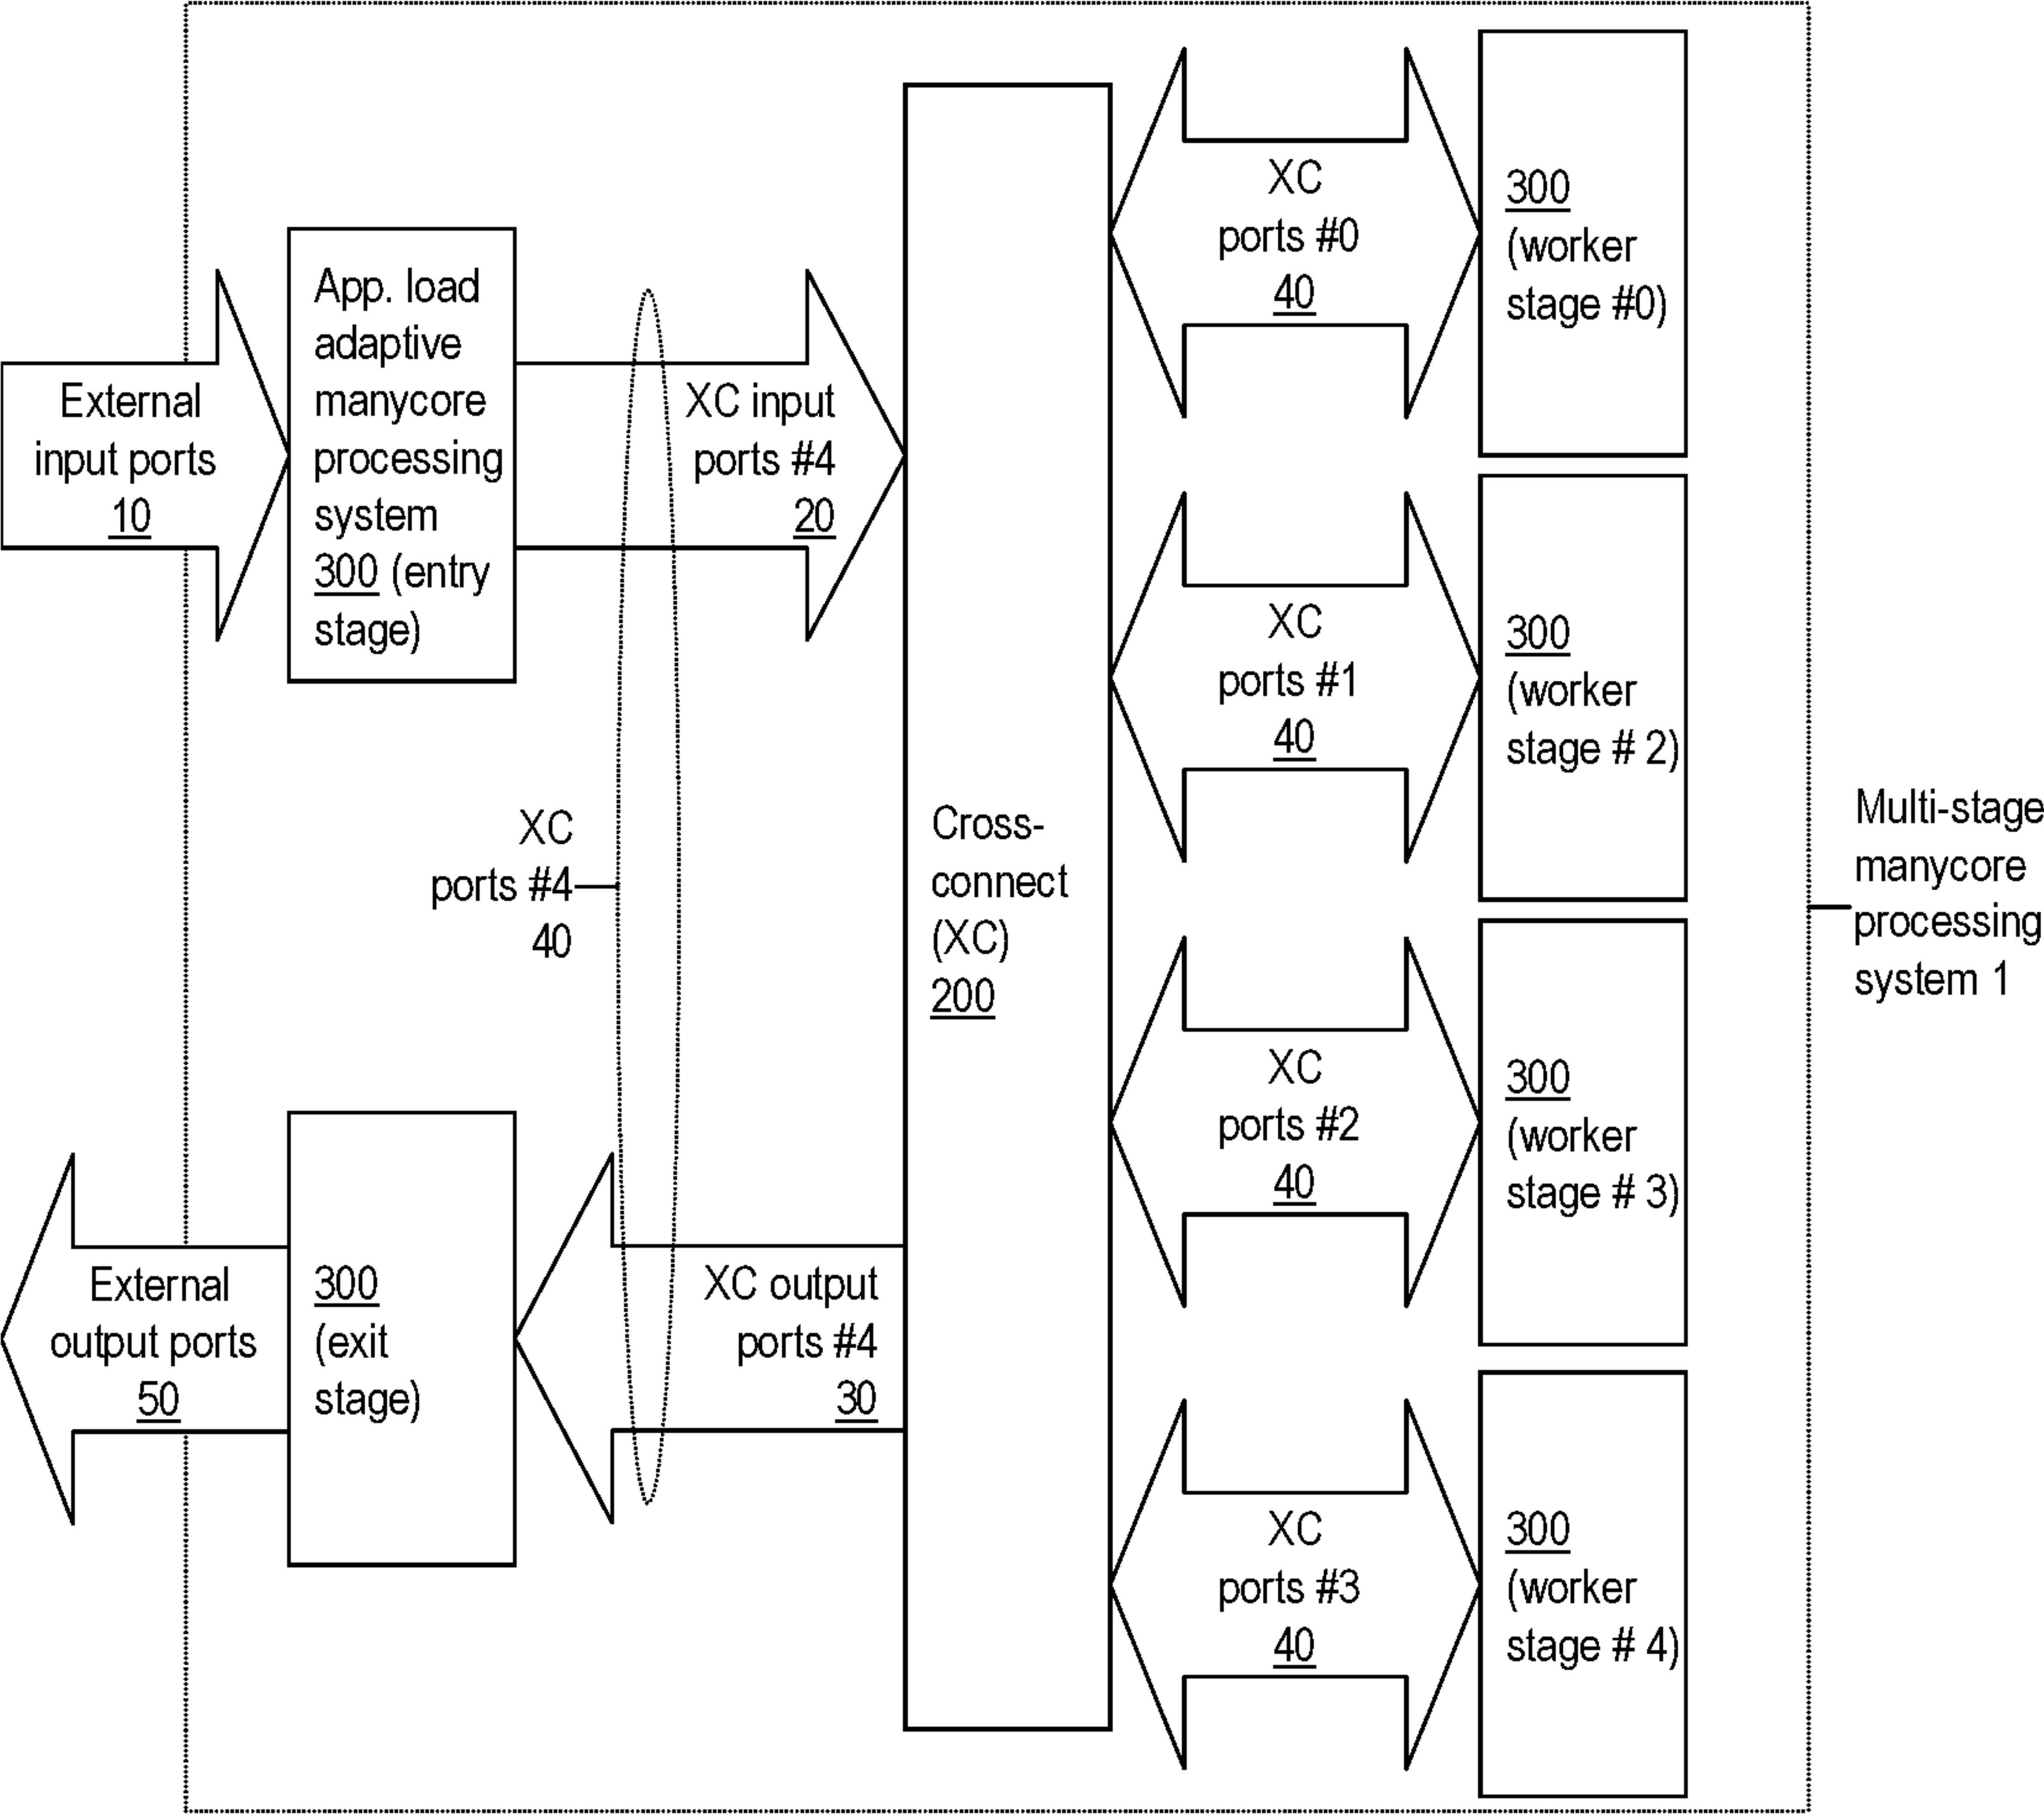 External
input ports
10
App. load
adaptive
manycore
processing
system
300 (entry
stage)
XC input
ports #4
20
XC
ports #4
40
External
output ports
50
300
(exit
stage)
XC output
ports #4
30
Cross-
connect
(XC)
200
XC
ports #0
40
300
(worker
stage #0)
XC
ports #1
40
300
(worker
stage # 2)
XC
ports #2
40
300
(worker
stage # 3)
XC
ports #3
40
300
(worker
stage # 4)
Multi-stage
manycore
processing
system 1